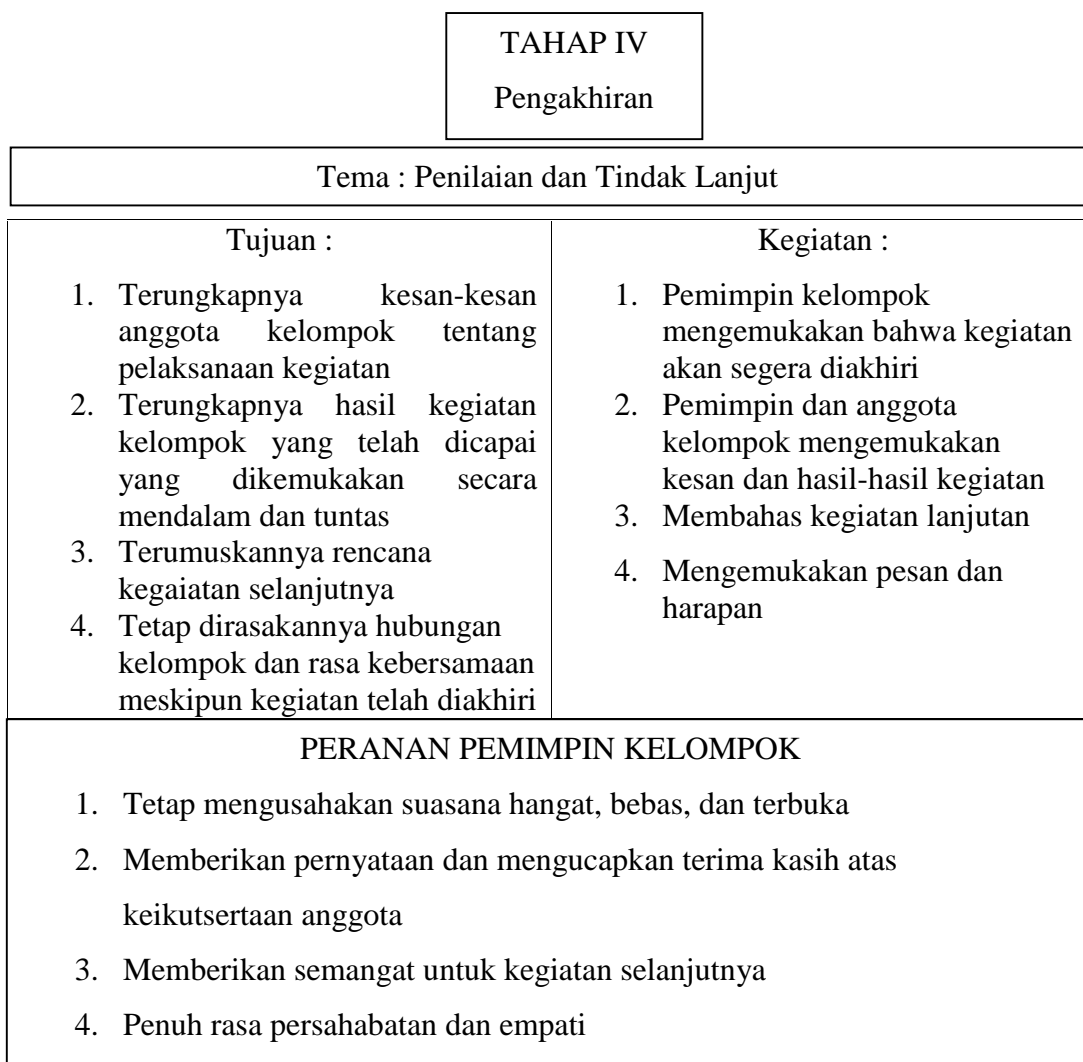 TAHAP IV
Pengakhiran
Tema : Penilaian dan Tindak Lanjut
Tujuan :
1. Terungkapnya kesan-kesan
anggota kelompok tentang
pelaksanaan kegiatan
2. Terungkapnya hasil kegiatan
kelompok yang telah dicapai
yang dikemukakan secara
mendalam dan tuntas
3. Terumuskannya rencana
kegaiatan selanjutnya
4. Tetap dirasakannya hubungan
kelompok dan rasa kebersamaan
meskipun kegiatan telah diakhiri
Kegiatan :
1. Pemimpin kelompok
mengemukakan bahwa kegiatan
akan segera diakhiri
2. Pemimpin dan anggota
kelompok mengemukakan
kesan dan hasil-hasil kegiatan
3. Membahas kegiatan lanjutan
4. Mengemukakan pesan dan
harapan
PERANAN PEMIMPIN KELOMPOK
1. Tetap mengusahakan suasana hangat, bebas, dan terbuka
2. Memberikan pernyataan dan mengucapkan terima kasih atas
keikutsertaan anggota
3. Memberikan semangat untuk kegiatan selanjutnya
4. Penuh rasa persahabatan dan empati